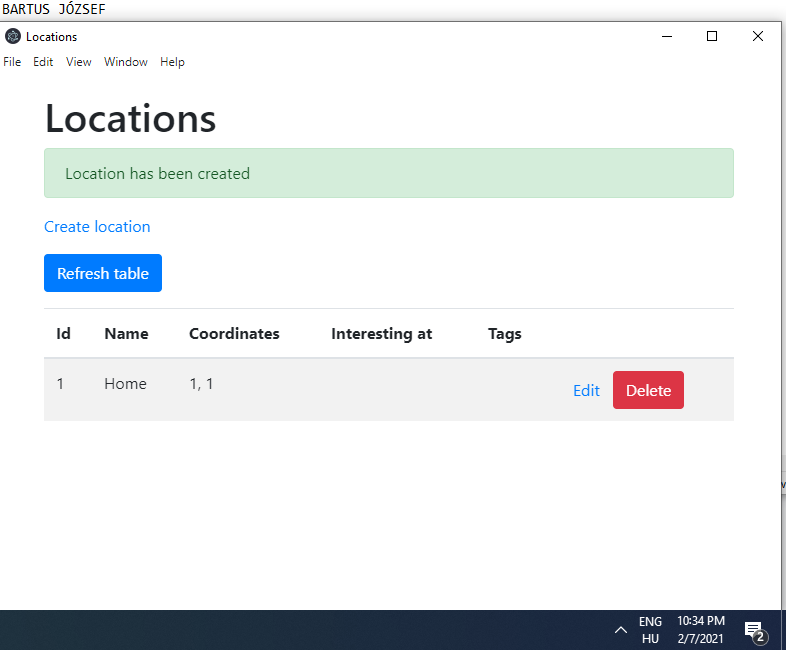 BARTUS JÓZSEF
Locations
File Edit View Window Help
Locations
Location has been created
Create location
Refresh table
Id Name Coordinates Interesting at Tags
1 Home 1, 1 Edit Delete
ENG 10:34 PM
HU 2/7/2021 2